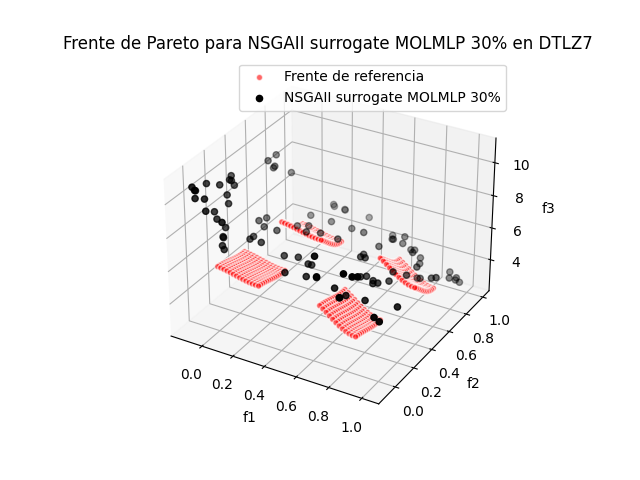 Frente de Pareto para NSGAII surrogate MOLMLP 30% en DTLZ7
Frente de referencia
NSGAII surrogate MOLMLP 30%
10
8
6
4
f3
0.0
0.2
0.4
0.6
0.8
1.0
f1
0.0
0.2
0.4
0.6
0.8
1.0
f2